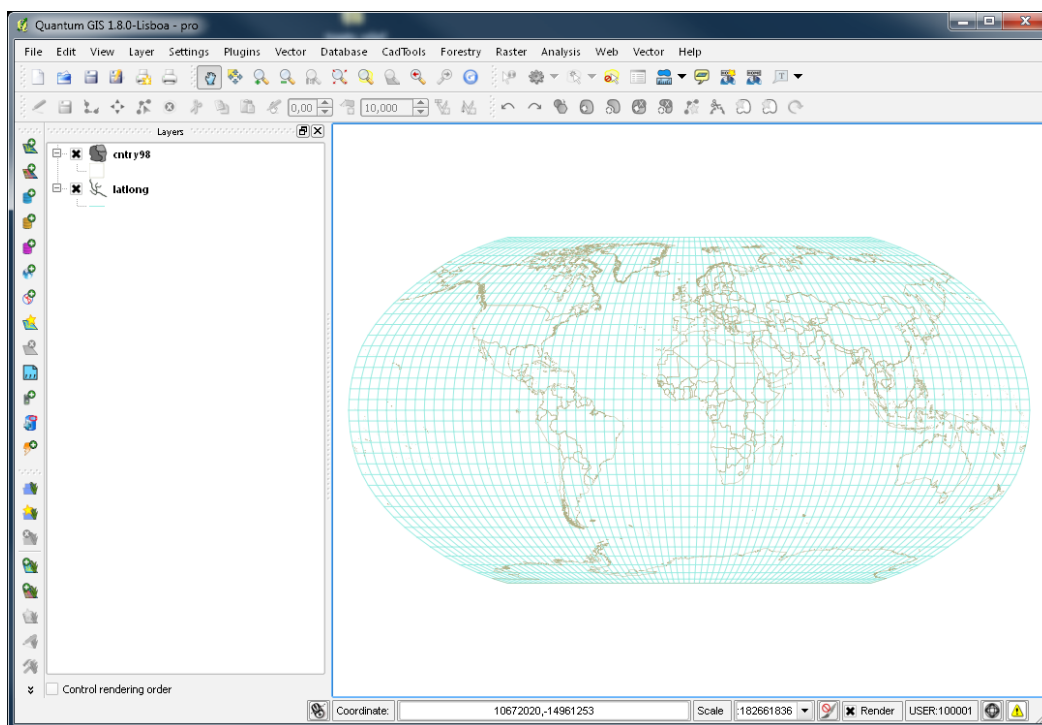 Quantum GIS 1.8.0-Lisboa - pro
File Edit View Layer Settings Plugins Vector Database CadTools Forestry Raster Analysis Web Vector Help
0,00 10,000
Layers
cntry98
latlong
Control rendering order
Coordinate: 10672020,-14961253 Scale :182661836 Render USER:100001